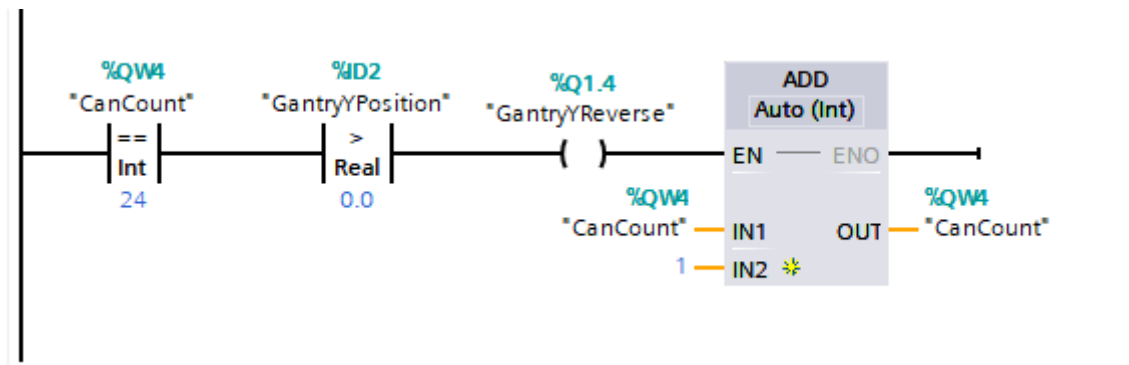 %QW4
"CanCount"
==
Int
24
%ID2
"GantryYPosition"
>
Real
0.0
%Q1.4
"GantryYReverse"
( )
ADD
Auto (Int)
EN ENO
%QW4
"CanCount" IN1
1 IN2
OUT
%QW4
"CanCount"